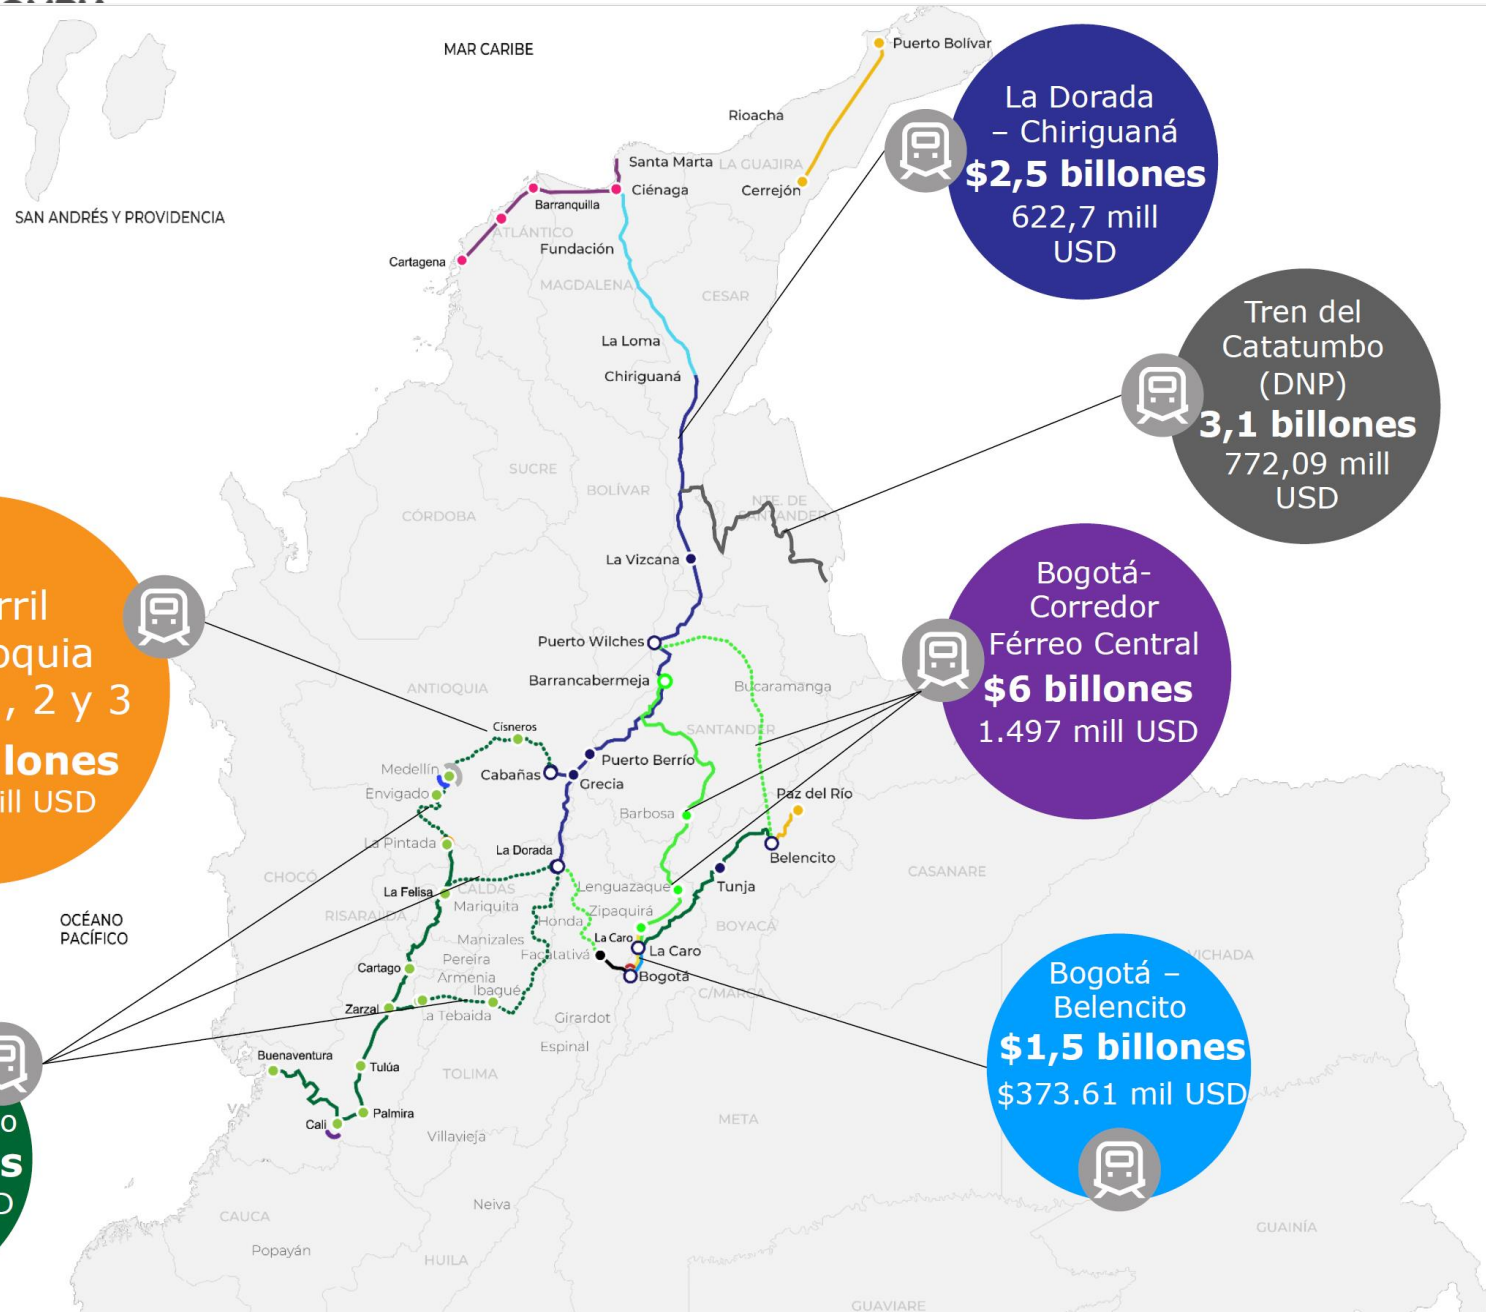 MAR CARIBE
Puerto Bolívar
Rioacha
Santa Marta
LA GUAJIRA
Ciénaga
Cerrejón
Barranquilla
SAN ANDRÉS Y PROVIDENCIA
ATLÁNTICO
Fundación
Cartagena
MAGDALENA
CESAR
La Loma
Chiriguaná
La Dorada
– Chiriguaná
$2,5 billones
622,7 mill
USD
Tren del
Catatumbo
(DNP)
3,1 billones
772,09 mill
USD
SUCRE
BOLÍVAR
CÓRDOBA
NTE. DE
SANTANDER
La Vizcana
Bogotá-
Corredor
Férreo Central
$6 billones
1.497 mill USD
rril
oquia
, 2 y 3
lones
ill USD
Puerto Wilches
Barrancabermeja
Bucaramanga
ANTIOQUIA
SANTANDER
Cisneros
Puerto Berrío
Medellín
Cabañas
Grecia
Envigado
Paz del Río
Barbosa
La Pintada
La Dorada
Belencito
CHOCÓ
CASANARE
La Felisa
CALDAS
Lenguazaque
Tunja
Mariquita
RISARALDA
Honda
Zipaquirá
BOYACÁ
OCÉANO
PACÍFICO
Manizales
La Caro
La Caro
Pereira
Facatativá
VICHADA
Cartago
Armenia
Bogotá
Ibagué
C/MARCA
Zarzal
La Tebaida
Girardot
Espinal
Buenaventura
Tulúa
TOLIMA
Bogotá –
Belencito
$1,5 billones
$373.61 mil USD
VA
Palmira
Cali
META
Villavieja
o
s
D
CAUCA
Neiva
GUAINÍA
Popayán
HUILA
GUAVIARE